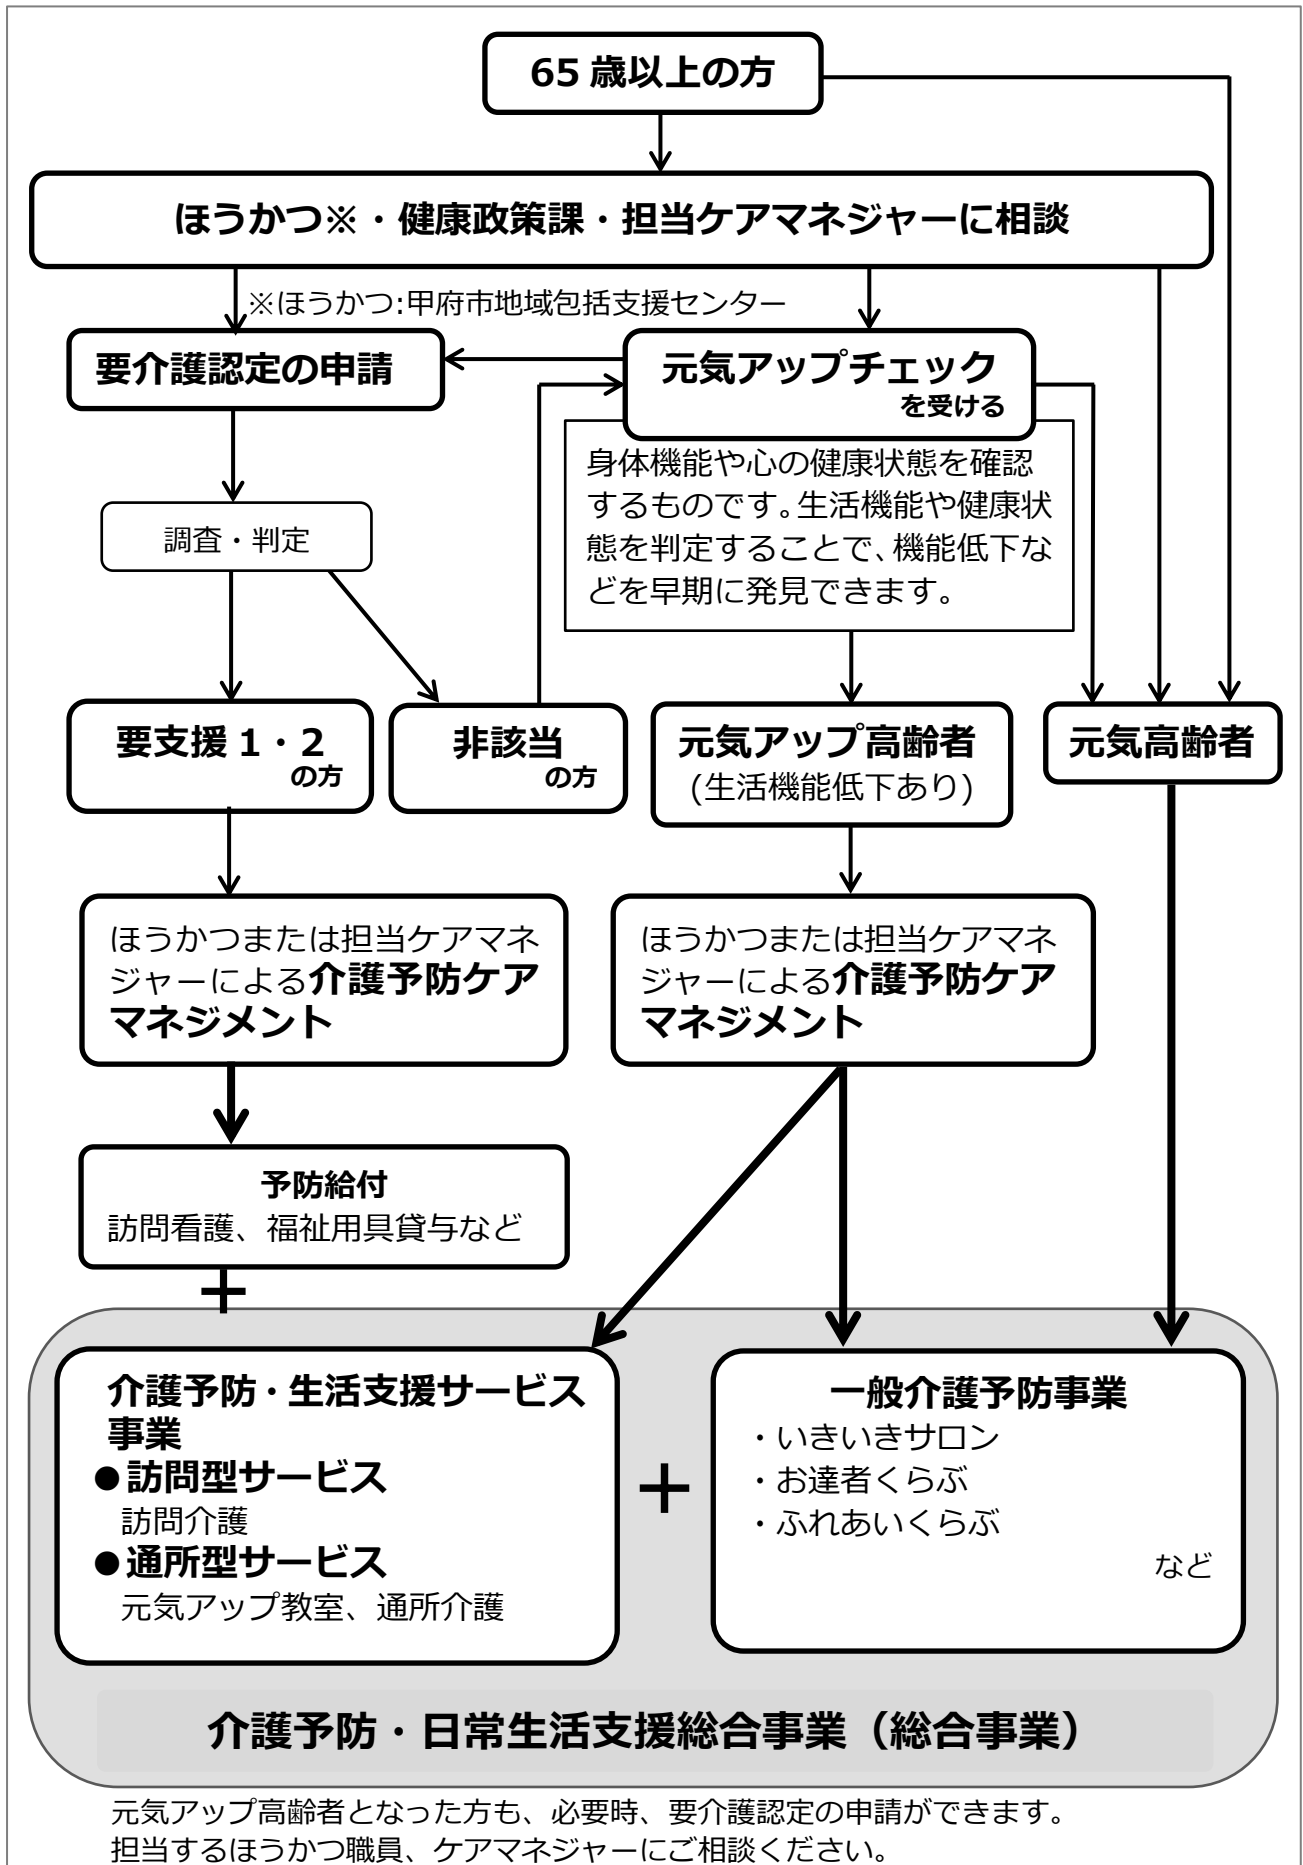 65 歳以上の方
ほうかつ※・健康政策課・担当ケアマネジャーに相談
※ほうかつ:甲府市地域包括支援センター
要介護認定の申請
元気アップチェック
を受ける
身体機能や心の健康状態を確認
するものです。生活機能や健康状
態を判定することで、機能低下な
どを早期に発見できます。
調査・判定
要支援 1・2
の方
非該当
の方
元気アップ高齢者
(生活機能低下あり)
元気高齢者
ほうかつまたは担当ケアマネ
ジャーによる介護予防ケア
マネジメント
ほうかつまたは担当ケアマネ
ジャーによる介護予防ケア
マネジメント
予防給付
訪問看護、福祉用具貸与など
+
介護予防・生活支援サービス
事業
●訪問型サービス
訪問介護
●通所型サービス
元気アップ教室、通所介護
+
一般介護予防事業
・いきいきサロン
・お達者くらぶ
・ふれあいくらぶ
など
介護予防・日常生活支援総合事業（総合事業）
元気アップ高齢者となった方も、必要時、要介護認定の申請ができます。
担当するほうかつ職員、ケアマネジャーにご相談ください。